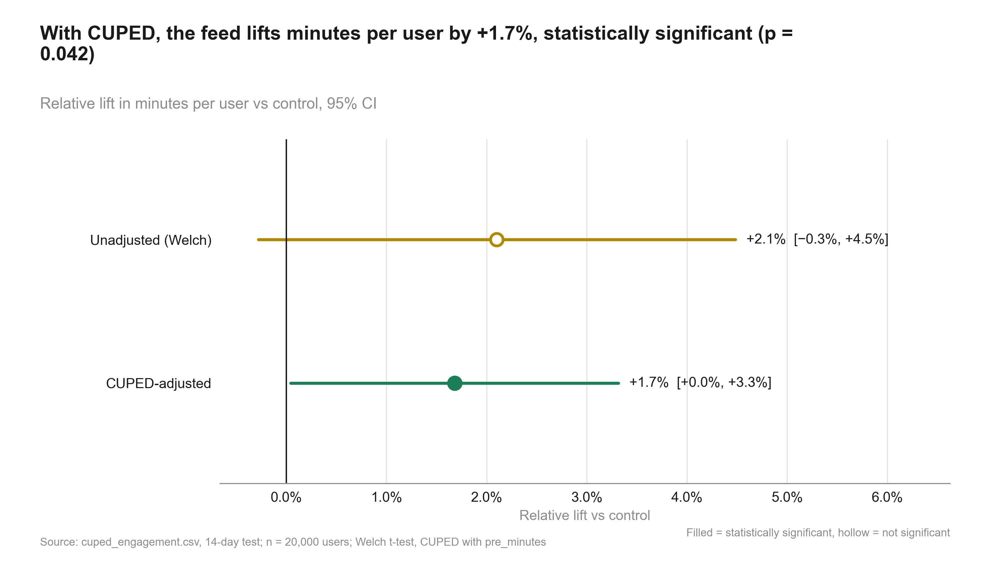 With CUPED, the feed lifts minutes per user by +1.7%, statistically significant (p =
0.042)
Relative lift in minutes per user vs control, 95% CI
Unadjusted (Welch)
+2.1%  [−0.3%, +4.5%]
CUPED-adjusted
+1.7%  [+0.0%, +3.3%]
0.0%
1.0%
2.0%
3.0%
4.0%
5.0%
6.0%
Relative lift vs control
Filled = statistically significant, hollow = not significant
Source: cuped_engagement.csv, 14-day test; n = 20,000 users; Welch t-test, CUPED with pre_minutes